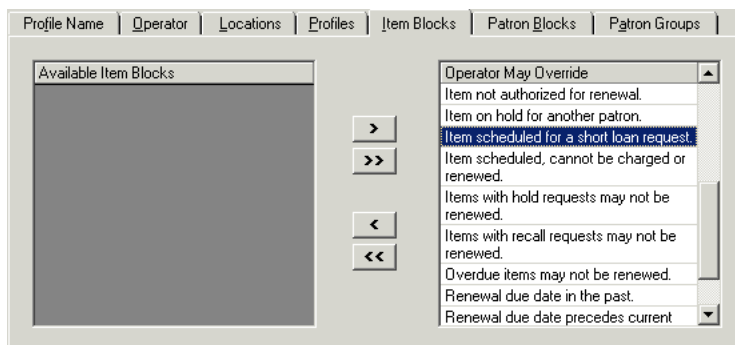 Profile Name Operator Locations Profiles Item Blocks Patron Blocks Patron Groups
Available Item Blocks
>
>>
<
<<
Operator May Override
Item not authorized for renewal.
Item on hold for another patron.
Item scheduled for a short loan request.
Item scheduled, cannot be charged or
renewed.
Items with hold requests may not be
renewed.
Items with recall requests may not be
renewed.
Overdue items may not be renewed.
Renewal due date in the past.
Renewal due date precedes current